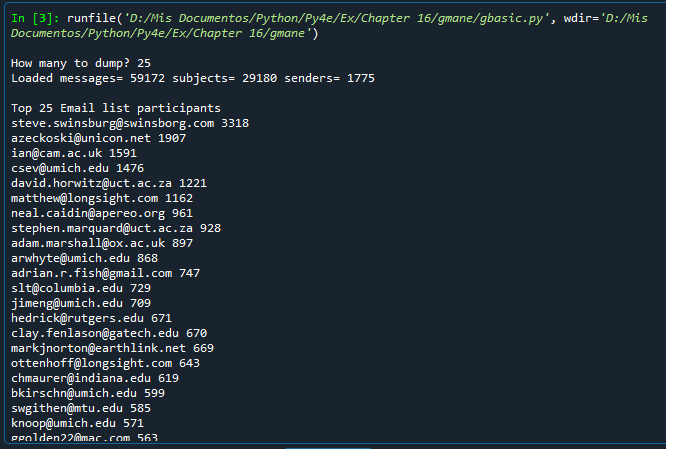 In [3]: runfile('D:/Mis Documentos/Python/Py4e/Ex/Chapter 16/gmane/gbasic.py', wdir='D:/Mis
Documentos/Python/Py4e/Ex/Chapter 16/gmane')
How many to dump? 25
Loaded messages= 59172 subjects= 29180 senders= 1775
Top 25 Email list participants
steve.swinsburg@swinsborg.com 3318
azeckoski@unicon.net 1907
ian@cam.ac.uk 1591
csev@umich.edu 1476
david.horwitz@uct.ac.za 1221
matthew@longsight.com 1162
neal.caidin@apereo.org 961
stephen.marquard@uct.ac.za 928
adam.marshall@ox.ac.uk 897
arwhyte@umich.edu 868
adrian.r.fish@gmail.com 747
slt@columbia.edu 729
jimeng@umich.edu 709
hedrick@rutgers.edu 671
clay.fenlason@gatech.edu 670
markjnorton@earthlink.net 669
ottenhoff@longsight.com 643
chmaurer@indiana.edu 619
bkirschn@umich.edu 599
swgithen@mtu.edu 585
knoop@umich.edu 571
ggolden22@mac.com 563